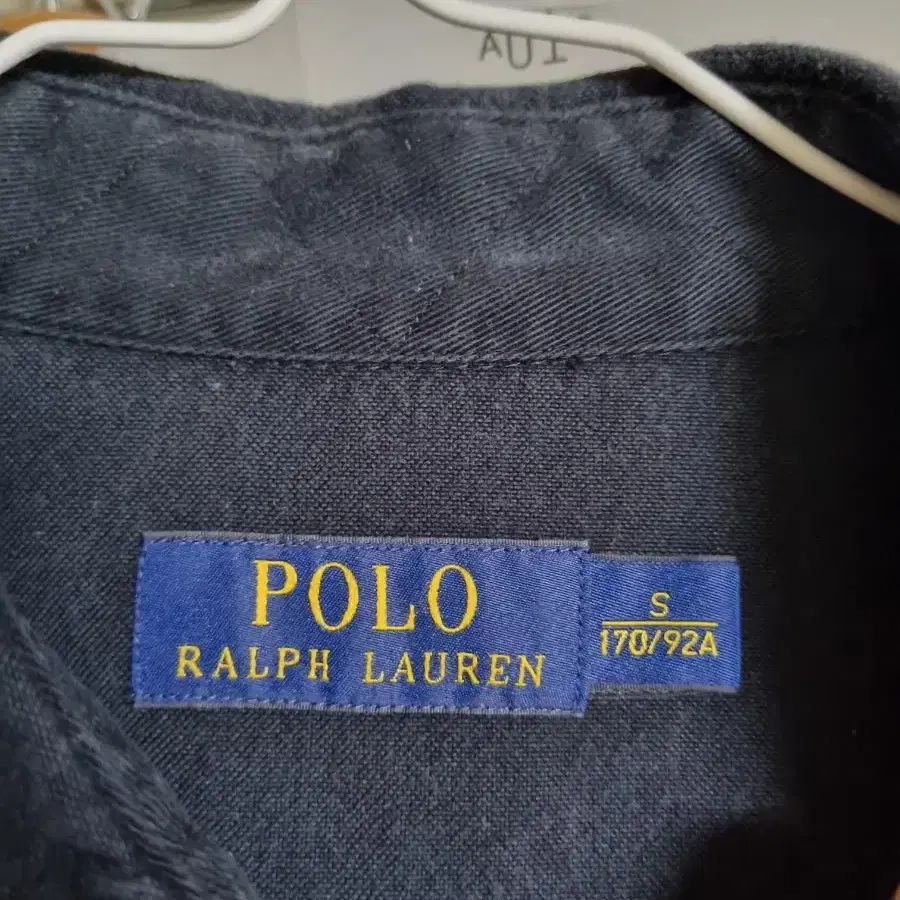 POLO
RALPH LAUREN
S
170/92A